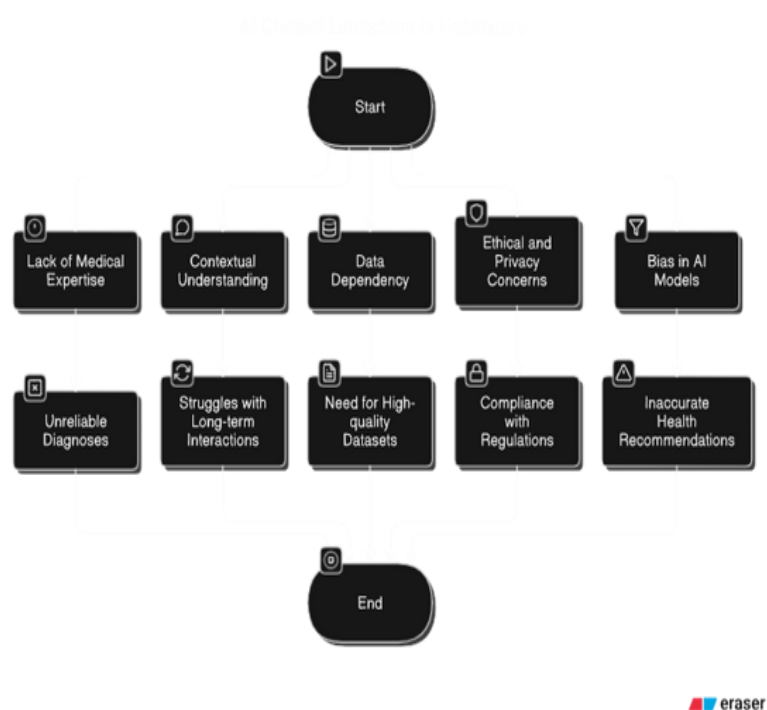 Start
Lack of Medical
Expertise
Contextual
Understanding
Data
Dependency
Ethical and
Privacy
Concerns
Bias in AI
Models
Unreliable
Diagnoses
Struggles with
Long-term
Interactions
Need for High-
quality
Datasets
Compliance
with
Regulations
Inaccurate
Health
Recommendations
End
eraser